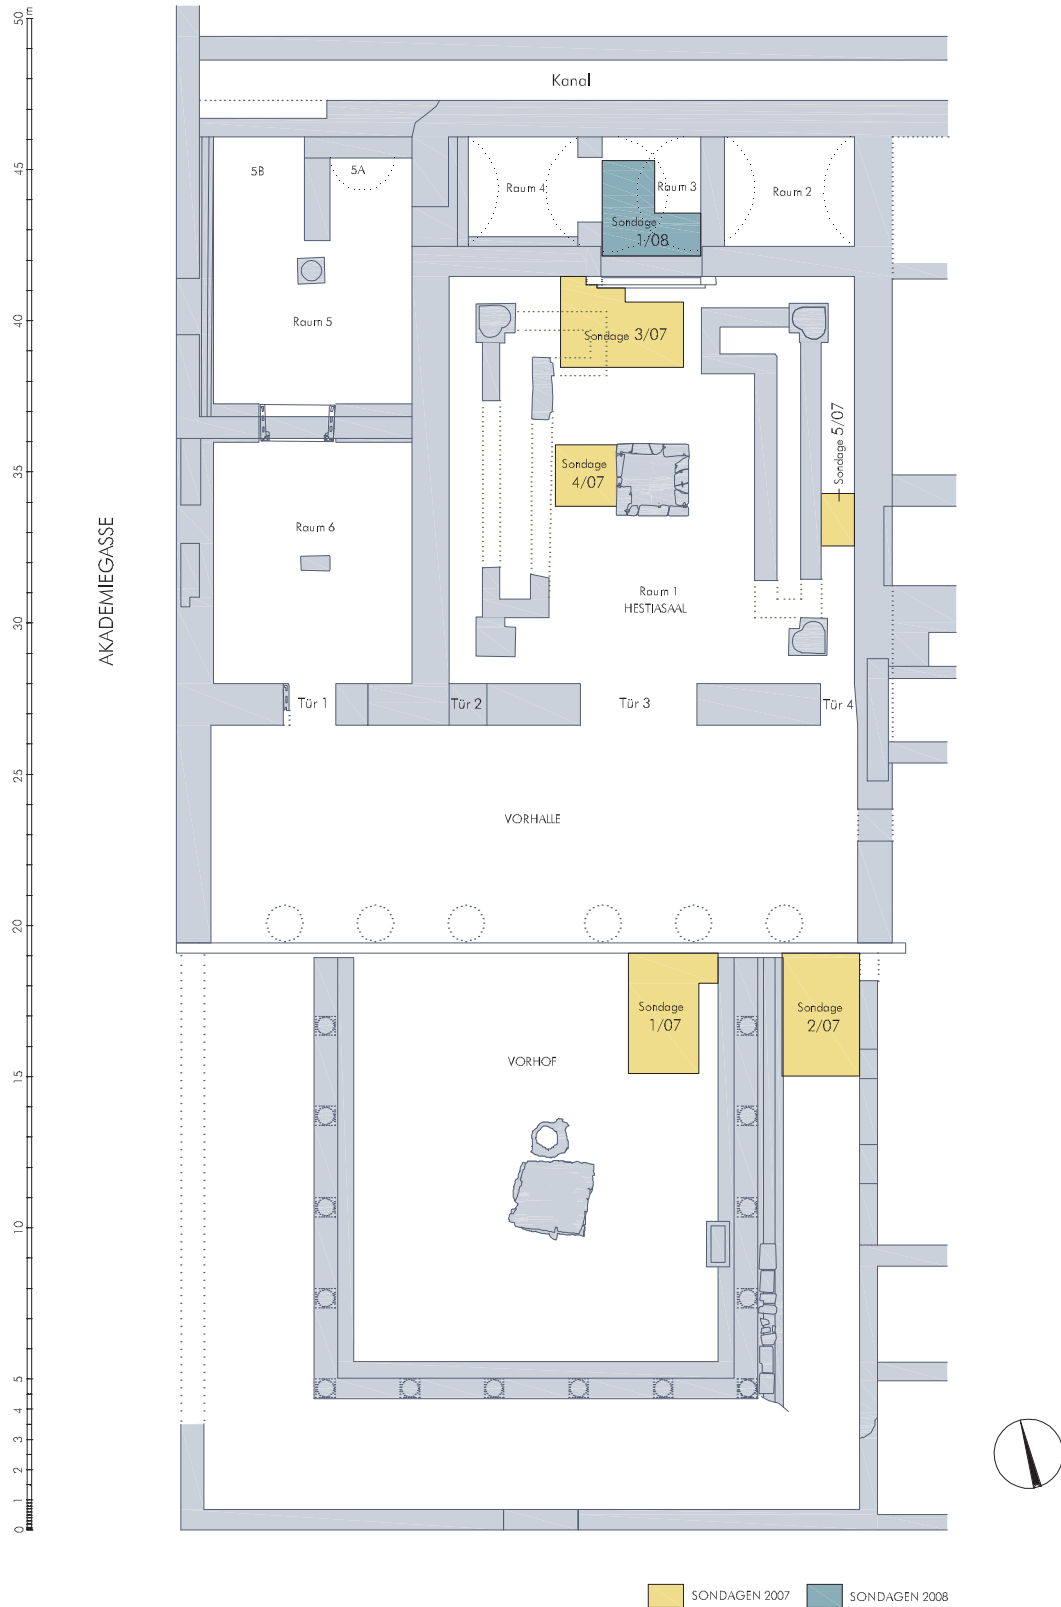 50 m
Kanal
45
5B
5A
Raum 4
Raum 3
Raum 2
Sondage
1/08
40
Raum 5
Sondage 3/07
Sondage 5/07
35
Sondage
4/07
AKADEMIEGASSE
Raum 6
Raum 1
HESTIASAAL
30
Tür 1
Tür 2
Tür 3
Tür 4
25
VORHALLE
20
Sondage
1/07
Sondage
2/07
VORHOF
15
10
5
4
3
2
1
0
SONDAGEN 2007
SONDAGEN 2008